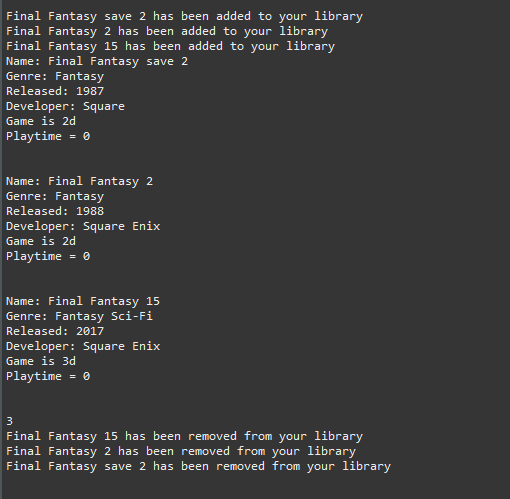 Final Fantasy save 2 has been added to your library
Final Fantasy 2 has been added to your library
Final Fantasy 15 has been added to your library
Name: Final Fantasy save 2
Genre: Fantasy
Released: 1987
Developer: Square
Game is 2d
Playtime = 0
Name: Final Fantasy 2
Genre: Fantasy
Released: 1988
Developer: Square Enix
Game is 2d
Playtime = 0
Name: Final Fantasy 15
Genre: Fantasy Sci-Fi
Released: 2017
Developer: Square Enix
Game is 3d
Playtime = 0
3
Final Fantasy 15 has been removed from your library
Final Fantasy 2 has been removed from your library
Final Fantasy save 2 has been removed from your library